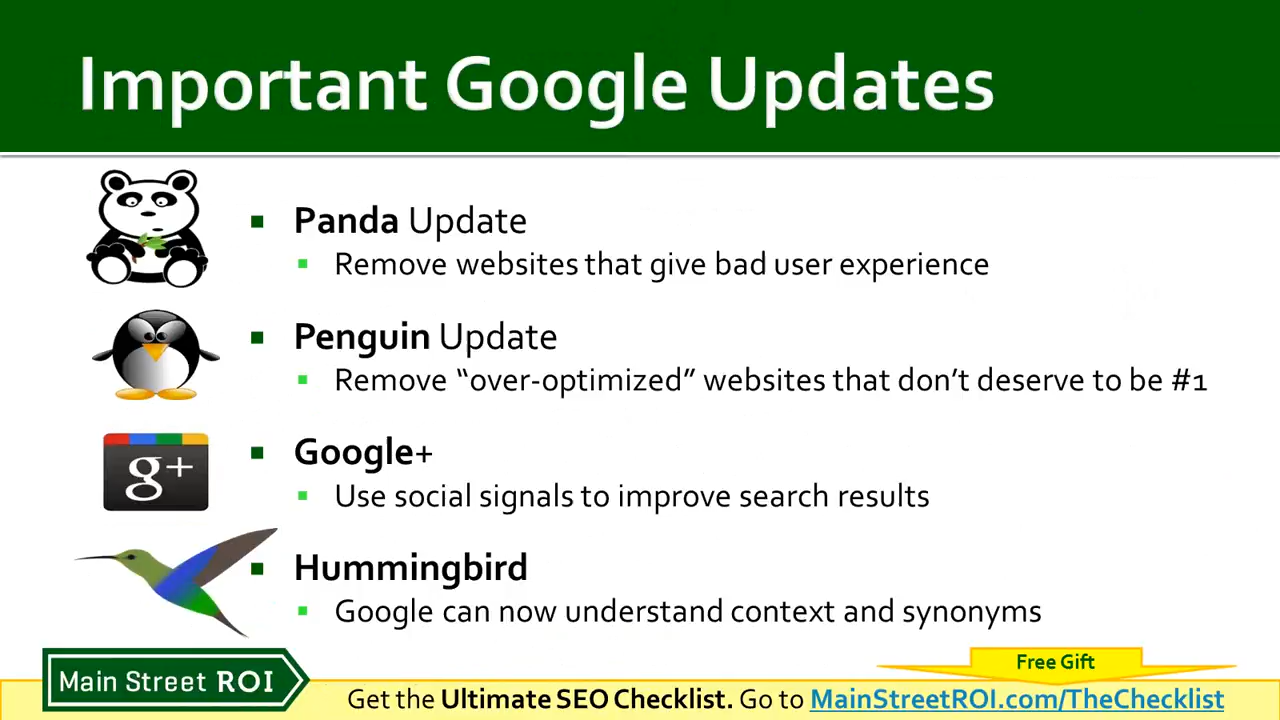 Important Google Updates
Panda Update
Remove websites that give bad user experience
Penguin Update
Remove “over-optimized” websites that don’t deserve to be #1
g+
Google+
Use social signals to improve search results
Hummingbird
Google can now understand context and synonyms
Main Street ROI
Free Gift
Get the Ultimate SEO Checklist. Go to MainStreetROI.com/TheChecklist